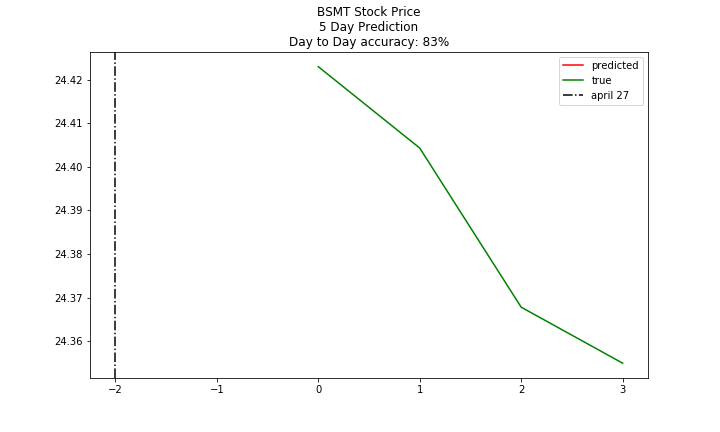 BSMT Stock Price
5 Day Prediction
Day to Day accuracy: 83%
predicted
true
april 27
24.42
24.41
24.40
24.39
24.38
24.37
24.36
−2
−1
0
1
2
3